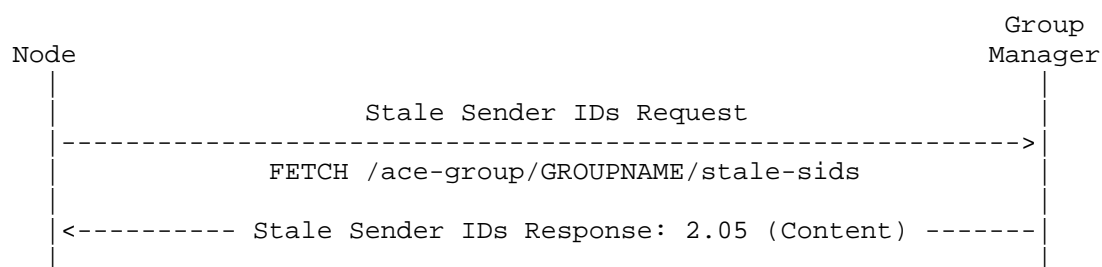 Group
Node Manager
Stale Sender IDs Request
FETCH /ace-group/GROUPNAME/stale-sids
Stale Sender IDs Response: 2.05 (Content)